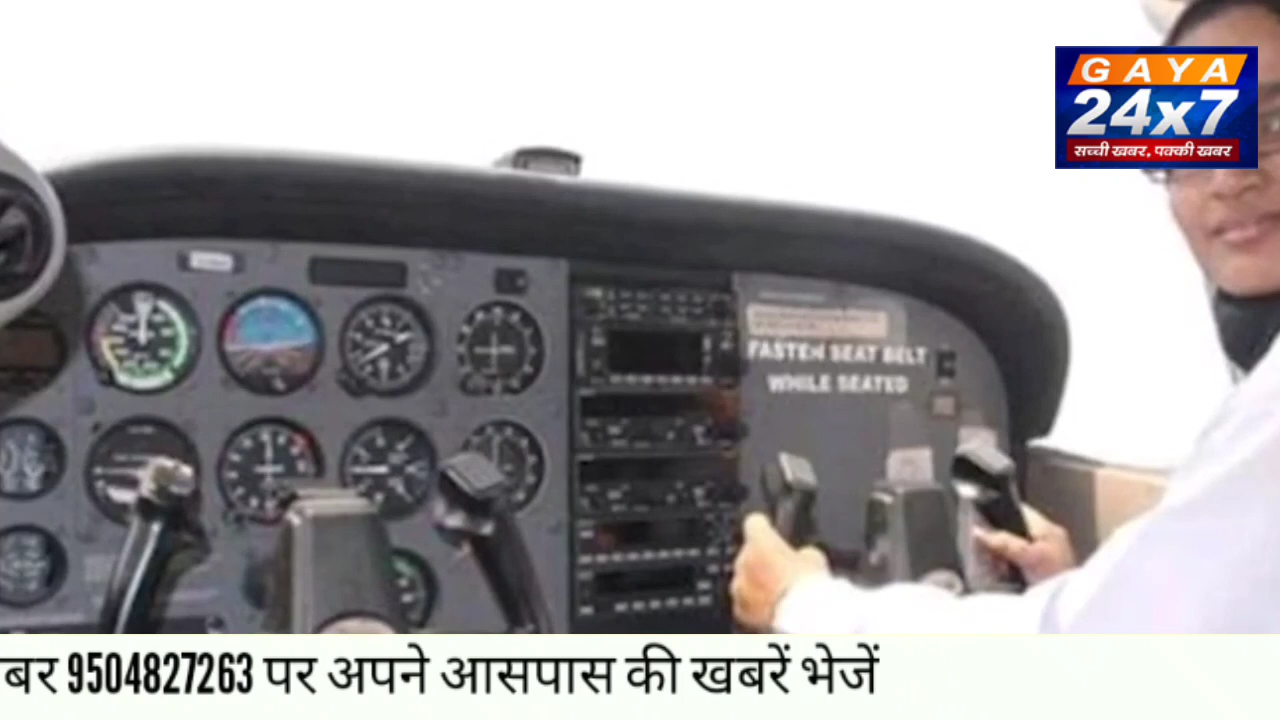 GAYA
24x7
सच्ची खबर, पक्की खबर
FASTEN SEAT BELT
WHILE SEATED
बर 9504827263 पर अपने आसपास की खबरें भेजें